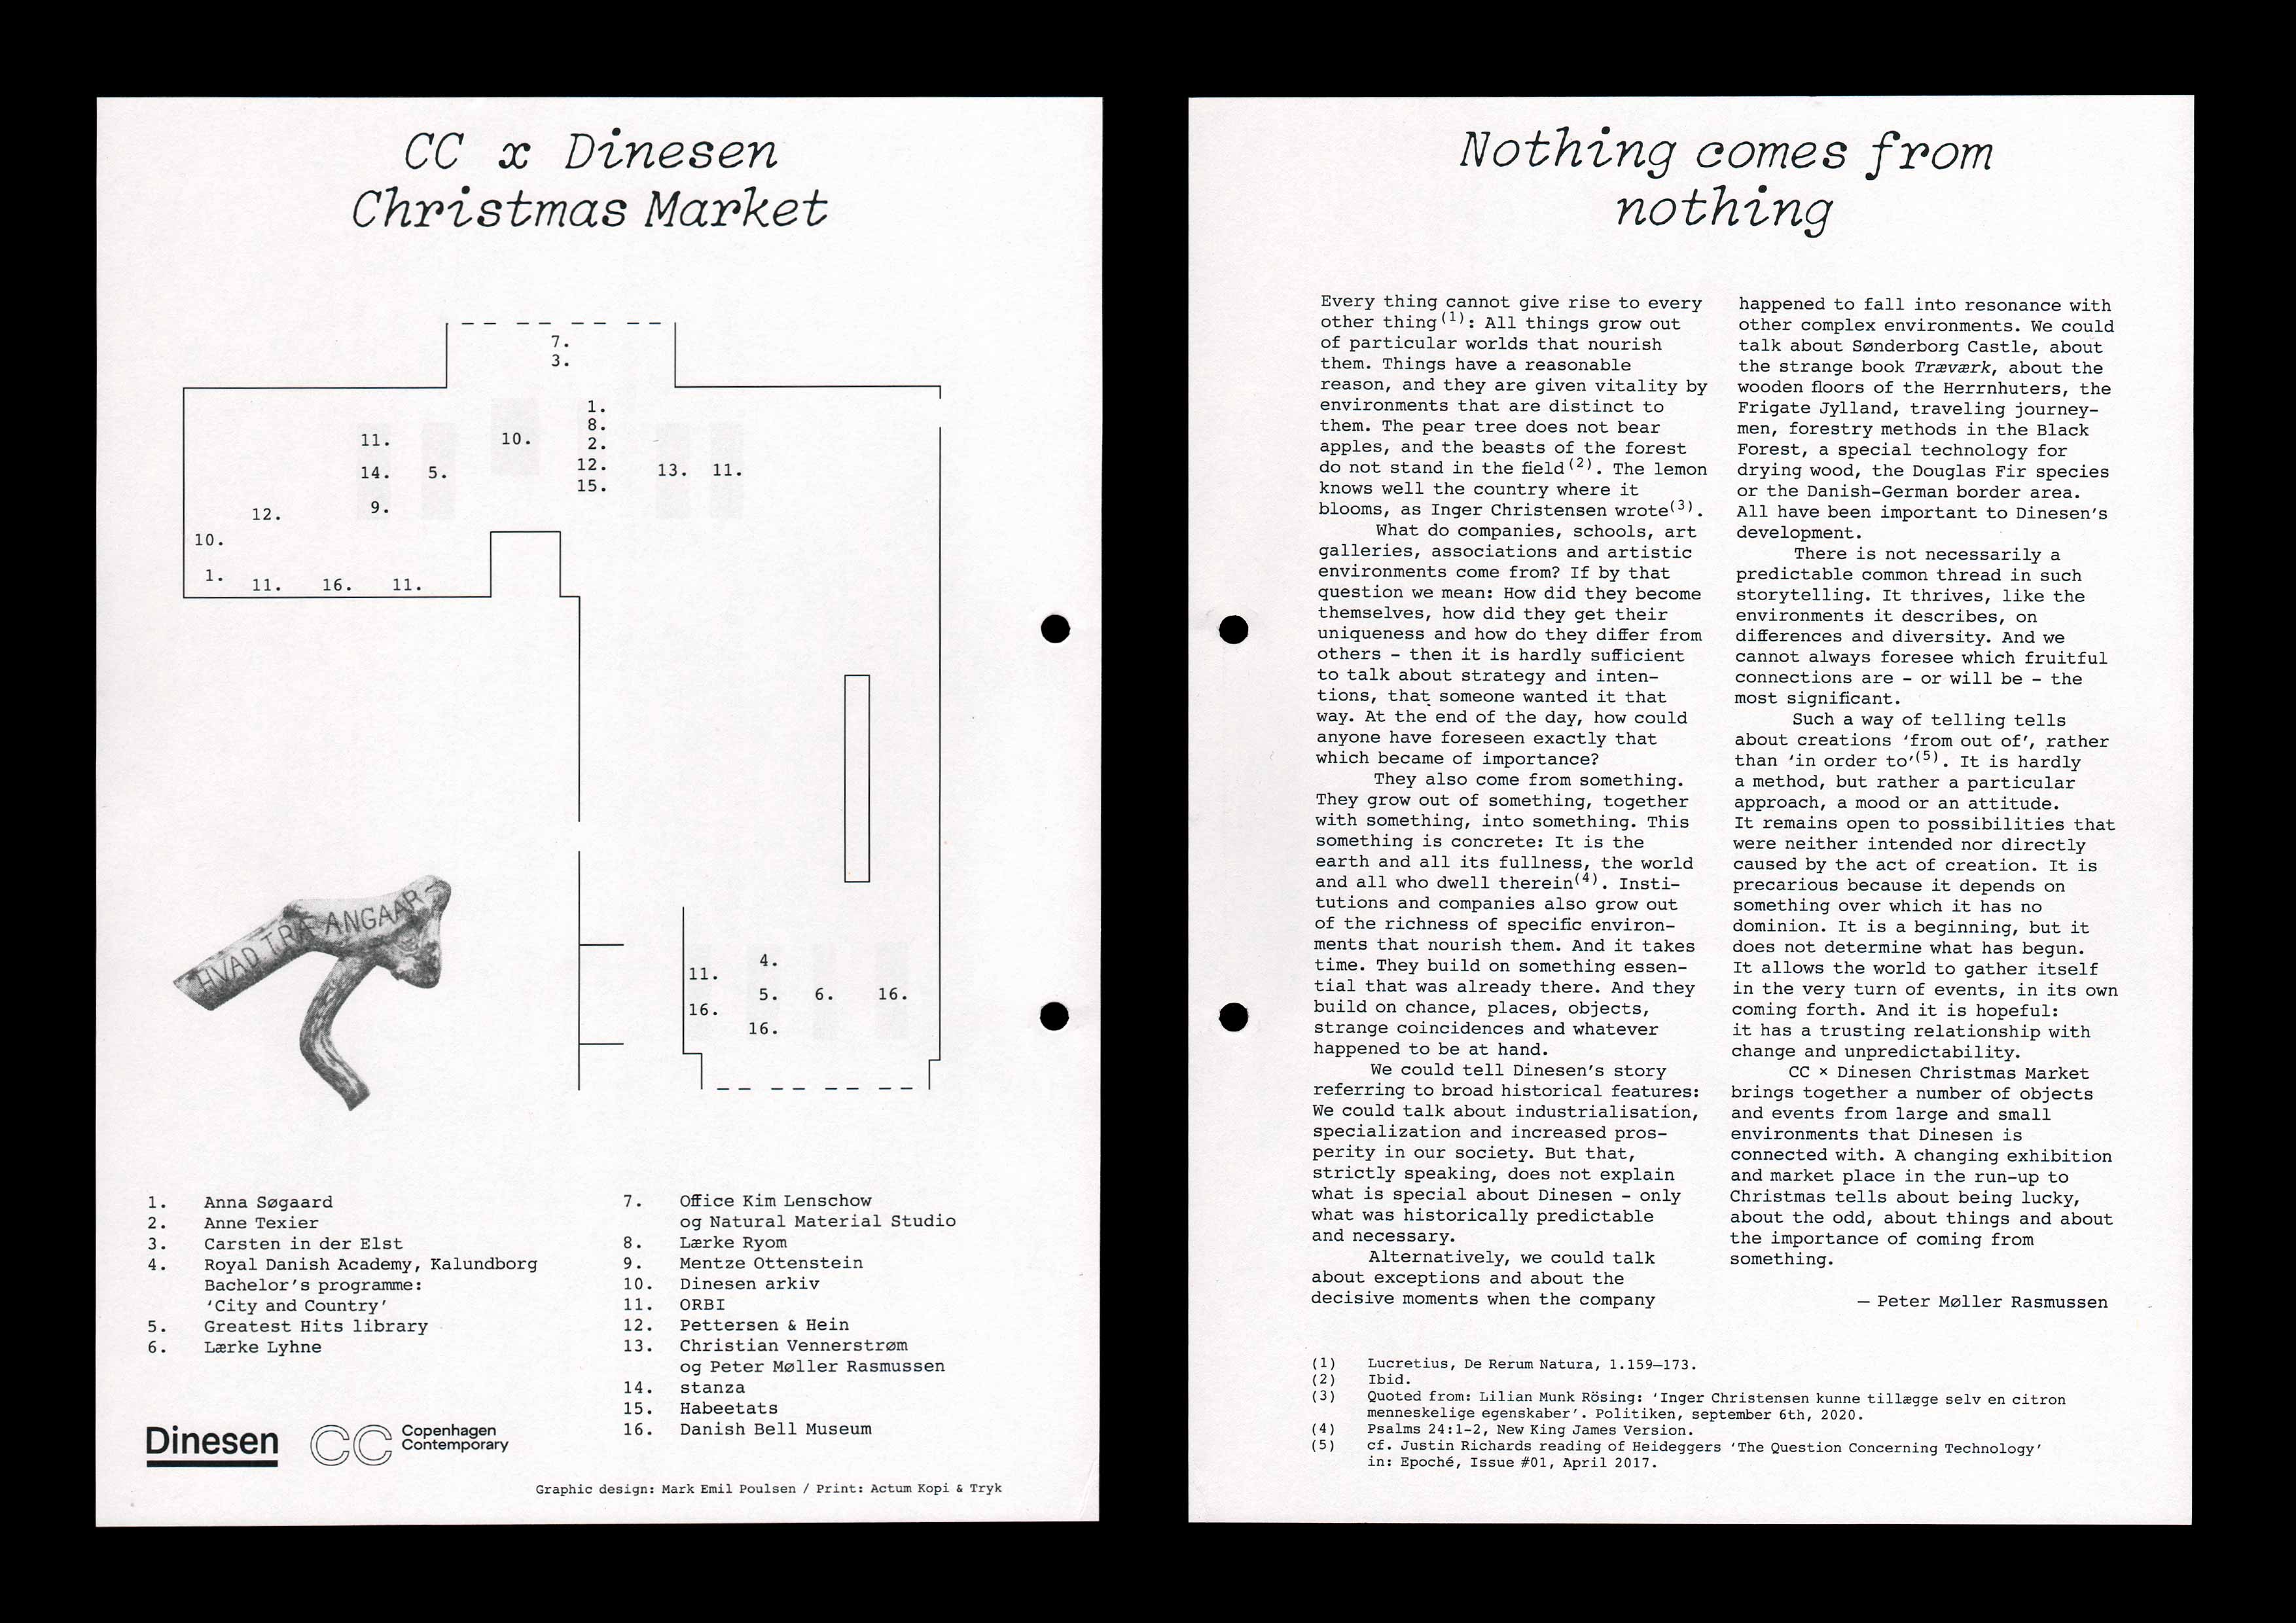 CC x Dinesen
Christmas Market
7.
3.
1.
8.
11.
10.
2.
12.
14.
5.
13.
11.
15.
9.
12.
10.
1.
11.
16.
11.
HVAD TRÆ ANGAAR
4.
11.
5.
6.
16.
16.
16.
1. Anna Søgaard
2. Anne Texier
3. Carsten in der Elst
4. Royal Danish Academy, Kalundborg
Bachelor's programme:
‘City and Country’
5. Greatest Hits library
6. Lærke Lyhne
7. Office Kim Lenschow
og Natural Material Studio
8. Lærke Ryom
9. Mentze Ottenstein
10. Dinesen arkiv
11. ORBI
12. Pettersen & Hein
13. Christian Vennerstrøm
og Peter Møller Rasmussen
14. stanza
15. Habeetats
16. Danish Bell Museum
Dinesen
CC
Copenhagen
Contemporary
Graphic design: Mark Emil Poulsen / Print: Actum Kopi & Tryk
Nothing comes from
nothing
Every thing cannot give rise to every
other thing(1): All things grow out
of particular worlds that nourish
them. Things have a reasonable
reason, and they are given vitality by
environments that are distinct to
them. The pear tree does not bear
apples, and the beasts of the forest
do not stand in the field(2). The lemon
knows well the country where it
blooms, as Inger Christensen wrote(3).
What do companies, schools, art
galleries, associations and artistic
environments come from? If by that
question we mean: How did they become
themselves, how did they get their
uniqueness and how do they differ from
others – then it is hardly sufficient
to talk about strategy and inten-
tions, that someone wanted it that
way. At the end of the day, how could
anyone have foreseen exactly that
which became of importance?
They also come from something.
They grow out of something, together
with something, into something. This
something is concrete: It is the
earth and all its fullness, the world
and all who dwell therein(4). Insti-
tutions and companies also grow out
of the richness of specific environ-
ments that nourish them. And it takes
time. They build on something essen-
tial that was already there. And they
build on chance, places, objects,
strange coincidences and whatever
happened to be at hand.
We could tell Dinesen's story
referring to broad historical features:
We could talk about industrialisation,
specialization and increased pros-
perity in our society. But that,
strictly speaking, does not explain
what is special about Dinesen – only
what was historically predictable
and necessary.
Alternatively, we could talk
about exceptions and about the
decisive moments when the company
happened to fall into resonance with
other complex environments. We could
talk about Sønderborg Castle, about
the strange book Træværk, about the
wooden floors of the Herrnhuters, the
Frigate Jylland, traveling journey-
men, forestry methods in the Black
Forest, a special technology for
drying wood, the Douglas Fir species
or the Danish-German border area.
All have been important to Dinesen's
development.
There is not necessarily a
predictable common thread in such
storytelling. It thrives, like the
environments it describes, on
differences and diversity. And we
cannot always foresee which fruitful
connections are – or will be – the
most significant.
Such a way of telling tells
about creations ‘from out of’, rather
than ‘in order to’(5). It is hardly
a method, but rather a particular
approach, a mood or an attitude.
It remains open to possibilities that
were neither intended nor directly
caused by the act of creation. It is
precarious because it depends on
something over which it has no
dominion. It is a beginning, but it
does not determine what has begun.
It allows the world to gather itself
in the very turn of events, in its own
coming forth. And it is hopeful:
it has a trusting relationship with
change and unpredictability.
CC × Dinesen Christmas Market
brings together a number of objects
and events from large and small
environments that Dinesen is
connected with. A changing exhibition
and market place in the run-up to
Christmas tells about being lucky,
about the odd, about things and about
the importance of coming from
something.
— Peter Møller Rasmussen
(1) Lucretius, De Rerum Natura, 1.159–173.
(2) Ibid.
(3) Quoted from: Lilian Munk Rösing: ‘Inger Christensen kunne tillægge selv en citron
menneskelige egenskaber’. Politiken, september 6th, 2020.
(4) Psalms 24:1-2, New King James Version.
(5) cf. Justin Richards reading of Heideggers ‘The Question Concerning Technology’
in: Epoché, Issue #01, April 2017.